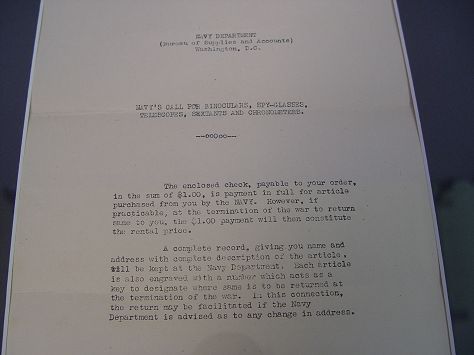 NAVY DEPARTMENT
(Bureau of Supplies and Accounts)
Washington, D.C.
NAVY'S CALL FOR BINOCULARS, SPY-GLASSES,
TELESCOPES, SEXTANTS AND CHRONOMETERS.
---ooOoo---
The enclosed check, payable to your order,
in the sum of $1.00, is payment in full for article
purchased from you by the NAVY. However, if
practicable, at the termination of the war to return
same to you, the $1.00 payment will then constitute
the rental price.
A complete record, giving you name and
address with complete description of the article,
will be kept at the Navy Department. Each article
is also engraved with a number which acts as a
key to designate where same is to be returned at
the termination of the war. In this connection,
the return may be facilitated if the Navy
Department is advised as to any change in address.